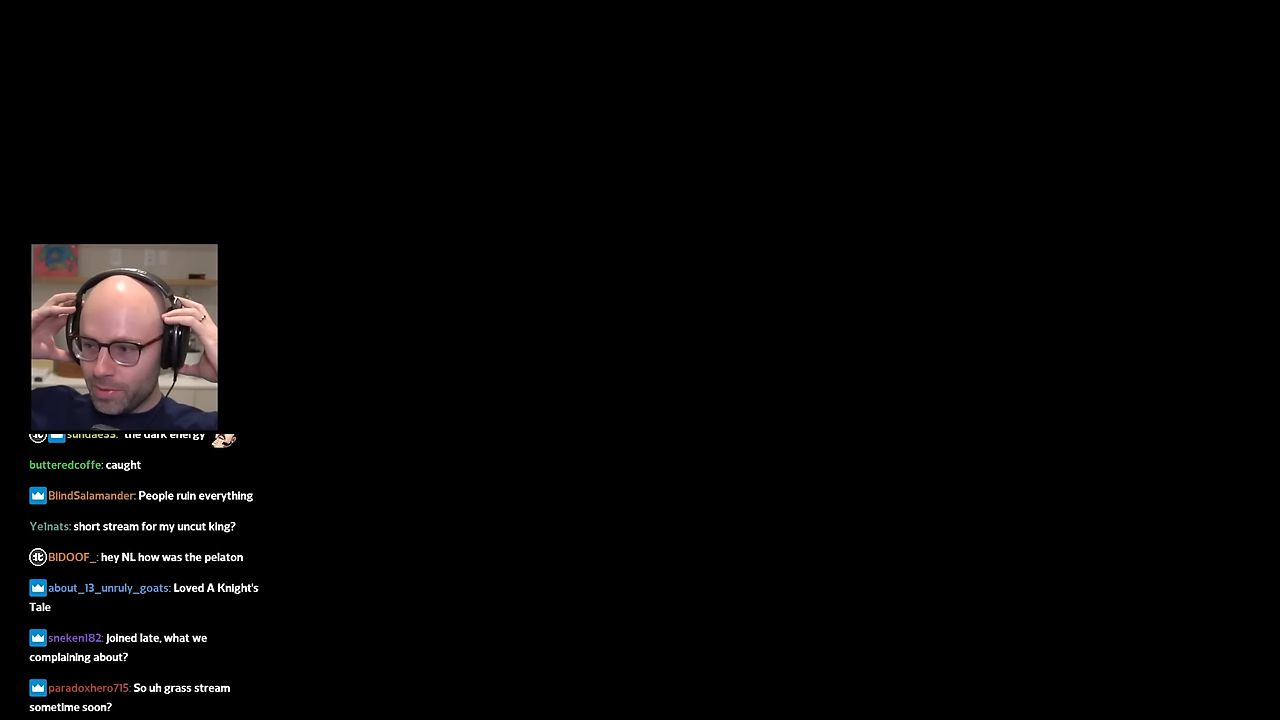 sundae33: the dark energy
butteredcoffe: caught
BlindSalamander: People ruin everything
Ye1nats: short stream for my uncut king?
BIDOOF_: hey NL how was the pelaton
about_13_unruly_goats: Loved A Knight's
Tale
sneken182: joined late, what we
complaining about?
paradoxhero715: So uh grass stream
sometime soon?